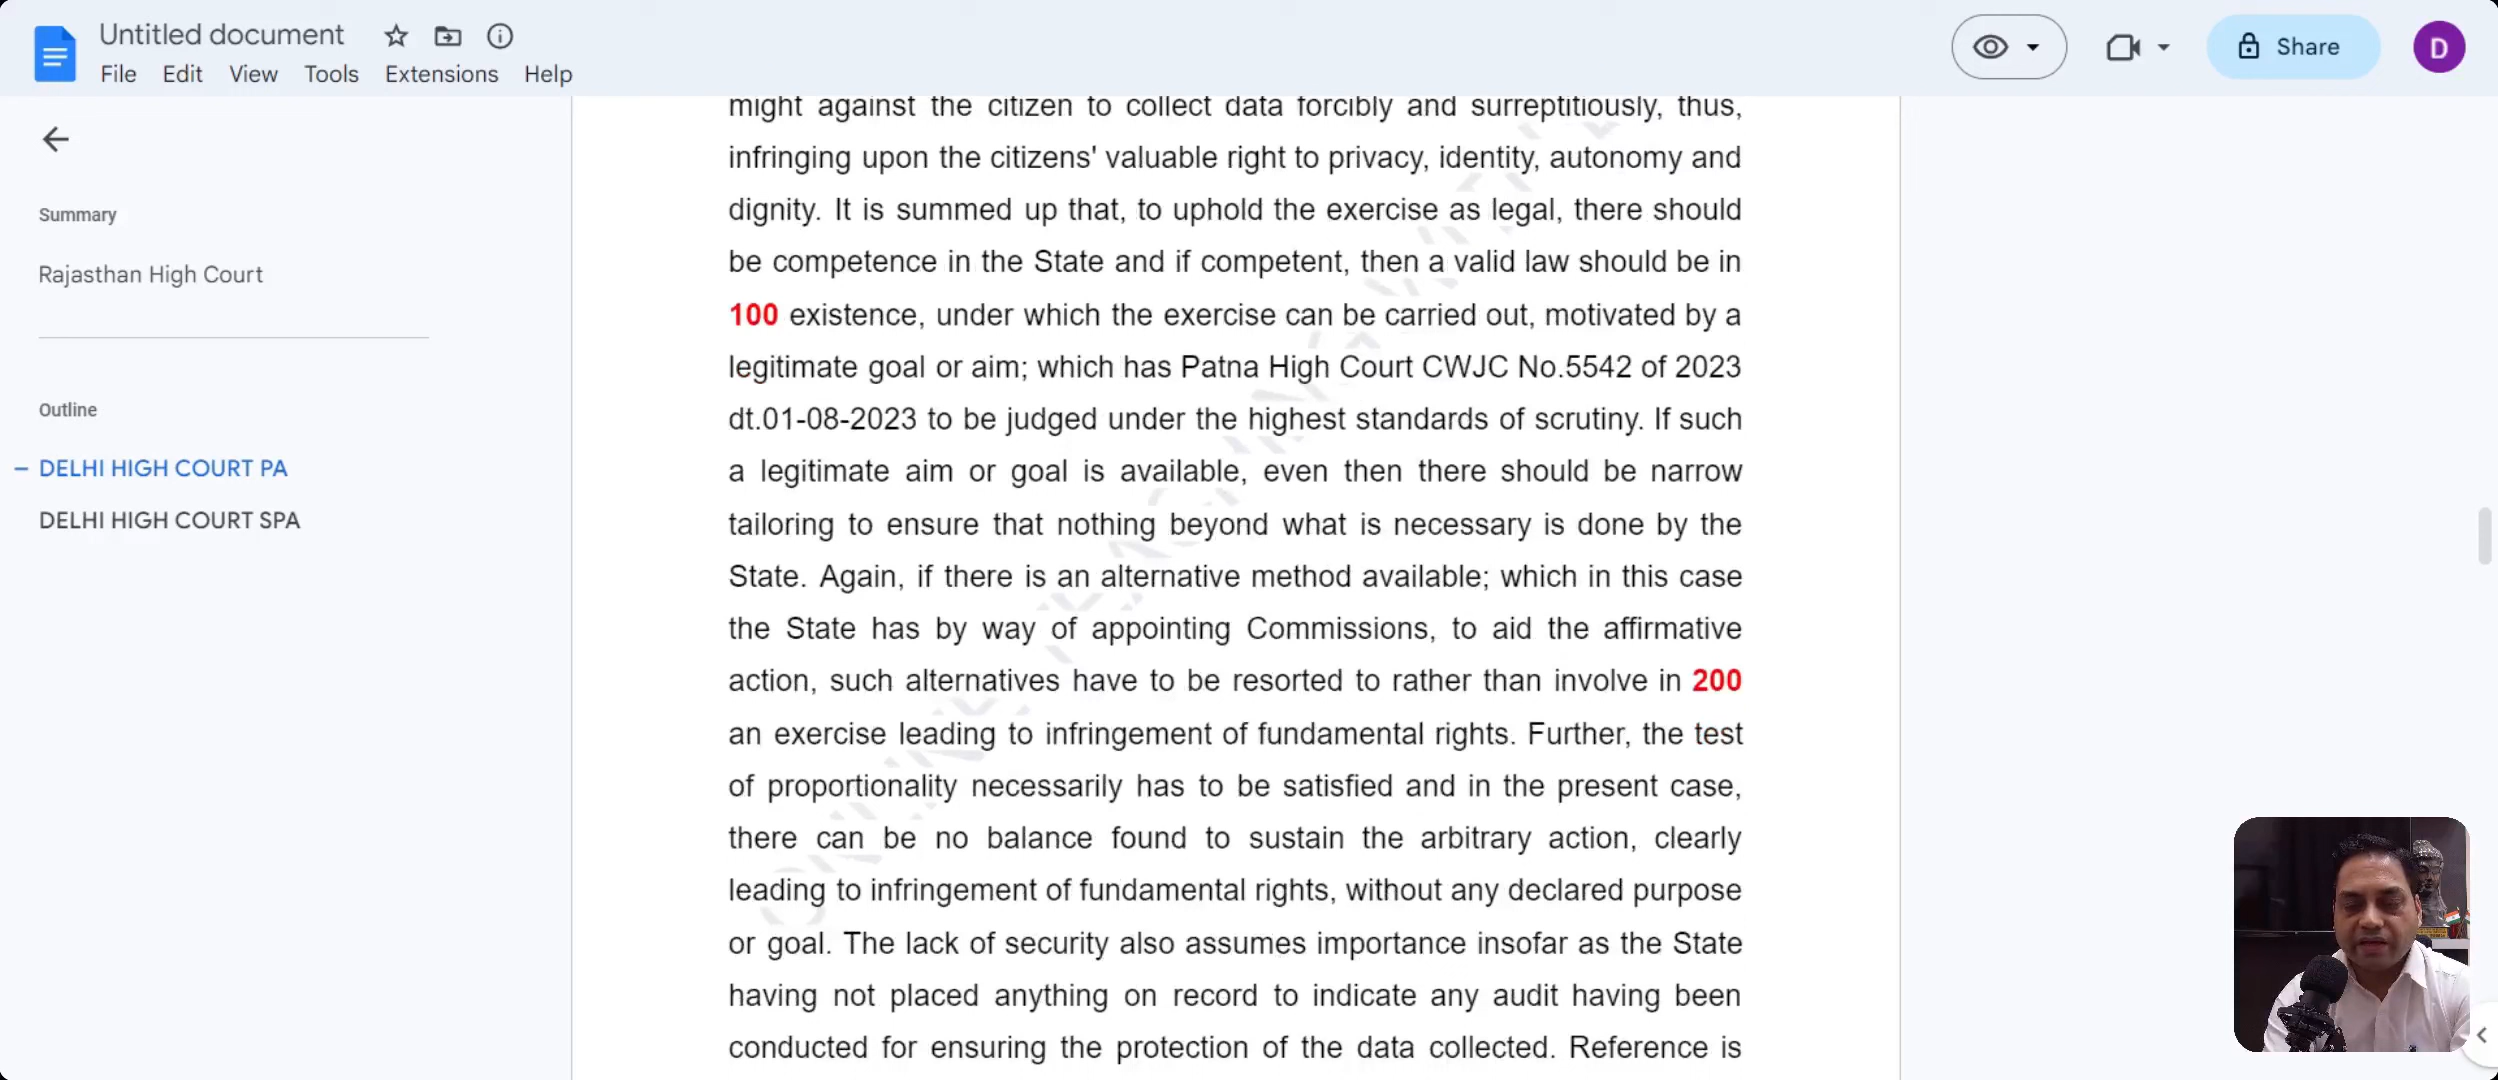 Untitled document
File Edit View Tools Extensions Help
Share
D
Summary
Rajasthan High Court
Outline
DELHI HIGH COURT PA
DELHI HIGH COURT SPA
might against the citizen to collect data forcibly and surreptitiously, thus,
infringing upon the citizens' valuable right to privacy, identity, autonomy and
dignity. It is summed up that, to uphold the exercise as legal, there should
be competence in the State and if competent, then a valid law should be in
100 existence, under which the exercise can be carried out, motivated by a
legitimate goal or aim; which has Patna High Court CWJC No.5542 of 2023
dt.01-08-2023 to be judged under the highest standards of scrutiny. If such
a legitimate aim or goal is available, even then there should be narrow
tailoring to ensure that nothing beyond what is necessary is done by the
State. Again, if there is an alternative method available; which in this case
the State has by way of appointing Commissions, to aid the affirmative
action, such alternatives have to be resorted to rather than involve in 200
an exercise leading to infringement of fundamental rights. Further, the test
of proportionality necessarily has to be satisfied and in the present case,
there can be no balance found to sustain the arbitrary action, clearly
leading to infringement of fundamental rights, without any declared purpose
or goal. The lack of security also assumes importance insofar as the State
having not placed anything on record to indicate any audit having been
conducted for ensuring the protection of the data collected. Reference is